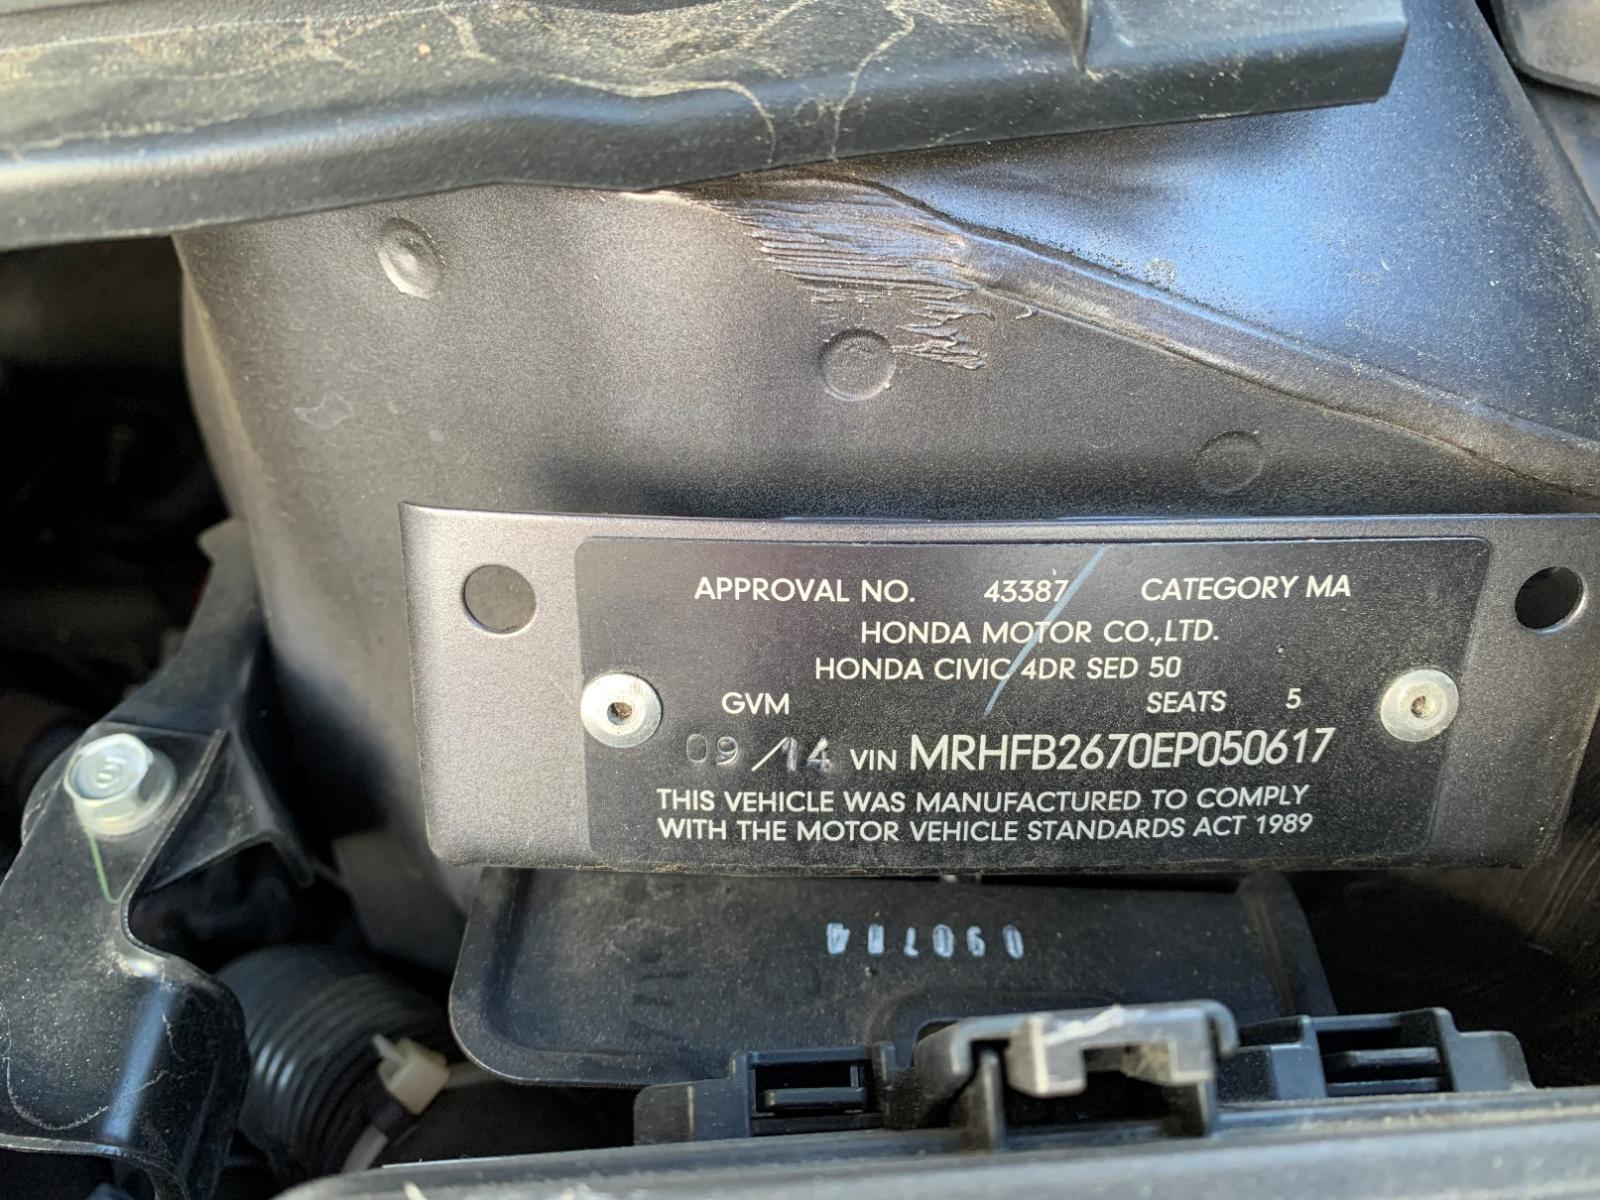 APPROVAL NO. 43387 CATEGORY MA
HONDA MOTOR CO.,LTD.
HONDA CIVIC 4DR SED 50
GVM SEATS 5
09/14 VIN MRHFB2670EP050617
THIS VEHICLE WAS MANUFACTURED TO COMPLY
WITH THE MOTOR VEHICLE STANDARDS ACT 1989